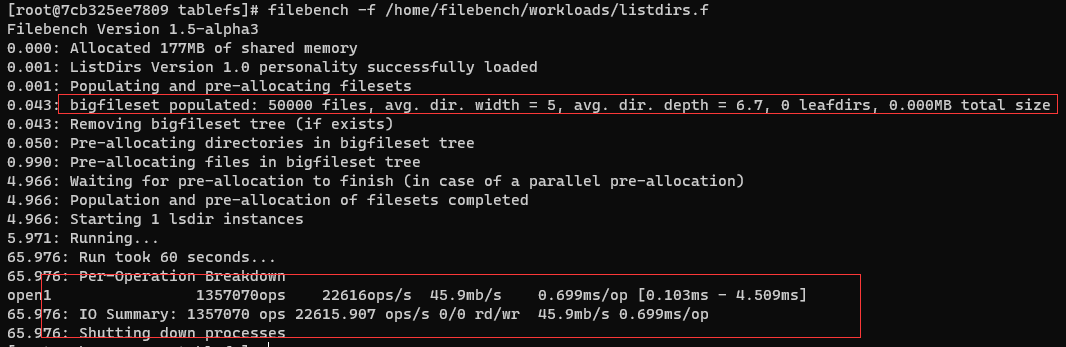 [root@7cb325ee7809 tablefs]# filebench -f /home/filebench/workloads/listdirs.f
Filebench Version 1.5-alpha3
0.000: Allocated 177MB of shared memory
0.001: ListDirs Version 1.0 personality successfully loaded
0.001: Populating and pre-allocating filesets
0.043: bigfileset populated: 50000 files, avg. dir. width = 5, avg. dir. depth = 6.7, 0 leafdirs, 0.000MB total size
0.043: Removing bigfileset tree (if exists)
0.050: Pre-allocating directories in bigfileset tree
0.990: Pre-allocating files in bigfileset tree
4.966: Waiting for pre-allocation to finish (in case of a parallel pre-allocation)
4.966: Population and pre-allocation of filesets completed
4.966: Starting 1 lsdir instances
5.971: Running...
65.976: Run took 60 seconds...
65.976: Per-Operation Breakdown
open1                1357070ops    22616ops/s  45.9mb/s    0.699ms/op [0.103ms - 4.509ms]
65.976: IO Summary: 1357070 ops 22615.907 ops/s 0/0 rd/wr  45.9mb/s 0.699ms/op
65.976: Shutting down processes